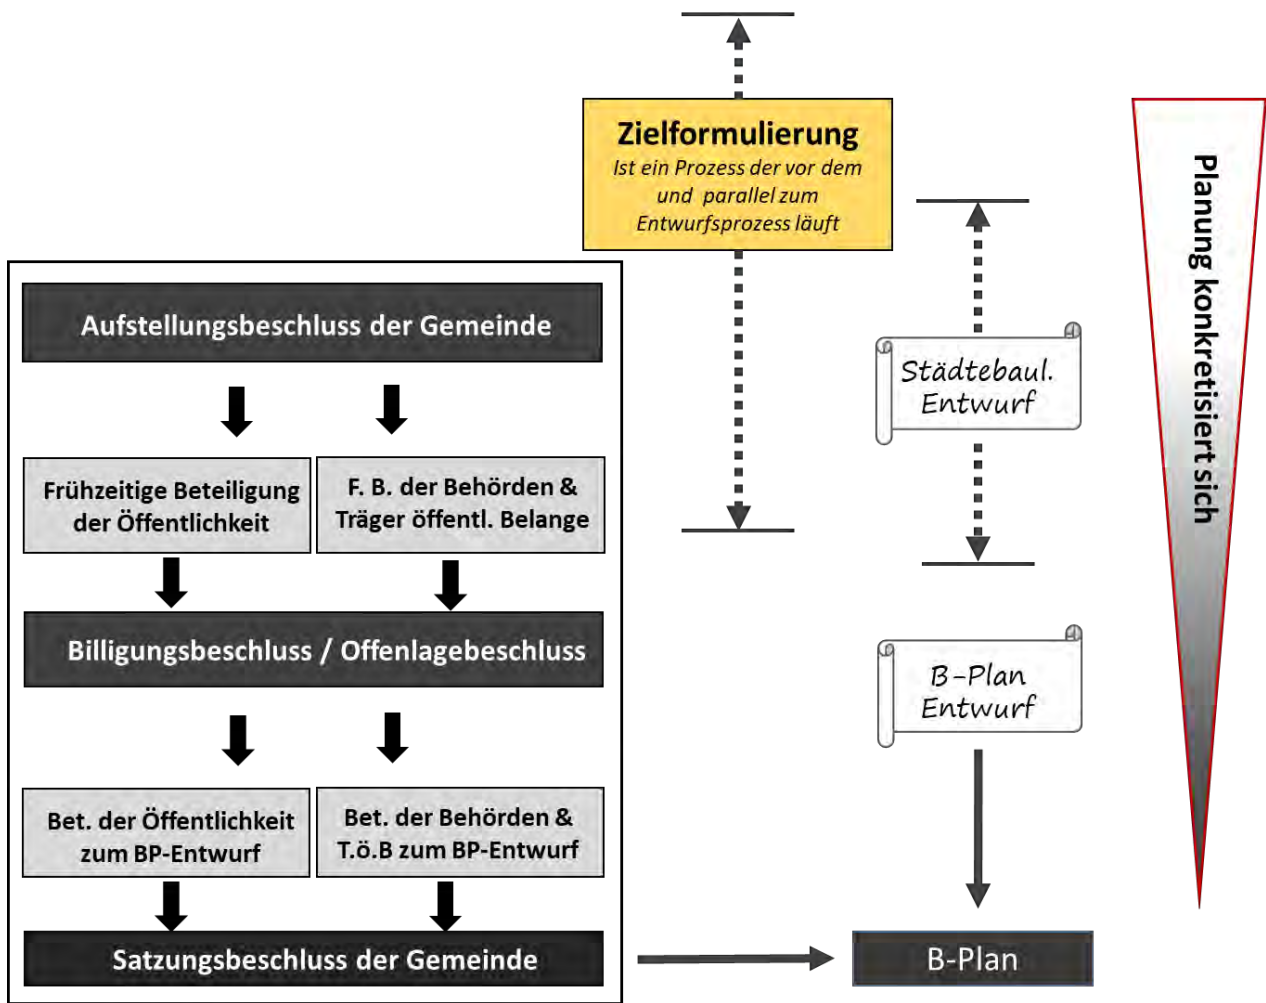 Zielformulierung
Ist ein Prozess der vor dem
und parallel zum
Entwurfsprozess läuft
Planung konkretisiert sich
Aufstellungsbeschluss der Gemeinde
Städtebaul.
Entwurf
Frühzeitige Beteiligung
der Öffentlichkeit
F. B. der Behörden &
Träger öffentl. Belange
Billigungsbeschluss / Offenlagebeschluss
B-Plan
Entwurf
Bet. der Öffentlichkeit
zum BP-Entwurf
Bet. der Behörden &
T.ö.B zum BP-Entwurf
Satzungsbeschluss der Gemeinde
B-Plan